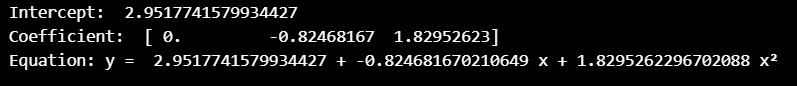 Intercept:  2.9517741579934427
Coefficient:  [ 0.         -0.82468167  1.82952623]
Equation: y =  2.9517741579934427 + -0.824681670210649 x + 1.8295262296702088 x²